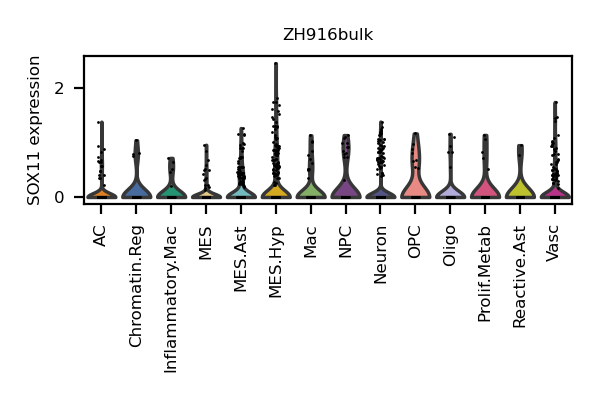 ZH916bulk
SOX11 expression
2
0
AC
Chromatin.Reg
Inflammatory.Mac
MES
MES.Ast
MES.Hyp
Mac
NPC
Neuron
OPC
Oligo
Prolif.Metab
Reactive.Ast
Vasc